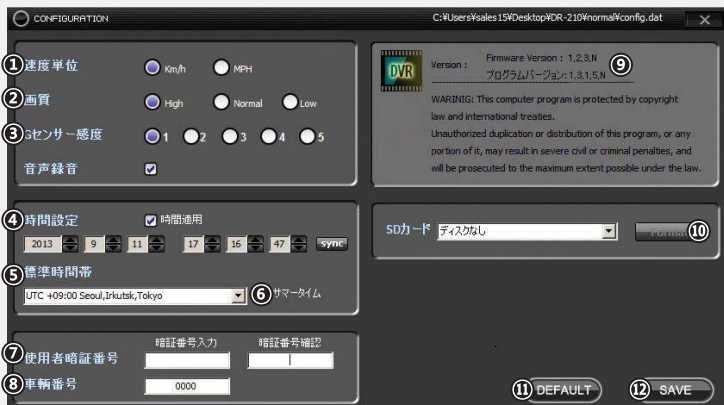 CONFIGURATION
C:¥Users¥sales15¥Desktop¥DR-210¥normal¥config.dat
① 速度単位 Km/h MPH
② 画質 High Normal Low
③ Gセンサー感度 1 2 3 4 5
音声録音
④ 時間設定 時間適用
2013 9 11 17 16 47 sync
⑤ 標準時間帯
UTC +09:00 Seoul,Irkutsk,Tokyo ⑥ サマータイム
暗証番号入力 暗証番号確認
⑦ 使用者暗証番号
⑧ 車輌番号 0000
DVR
Version : Firmware Version : 1,2,3,N
プログラムバージョン: 1,3,1,5,N ⑨
WARINIG: This computer program is protected by copyright
law and international treaties.
Unauthorized duplication or distribution of this program, or any
portion of it, may result in severe civil or criminal penalties, and
will be prosecuted to the maximum extent possible under the law.
SDカード ディスクなし Format ⑩
⑪ DEFAULT ⑫ SAVE